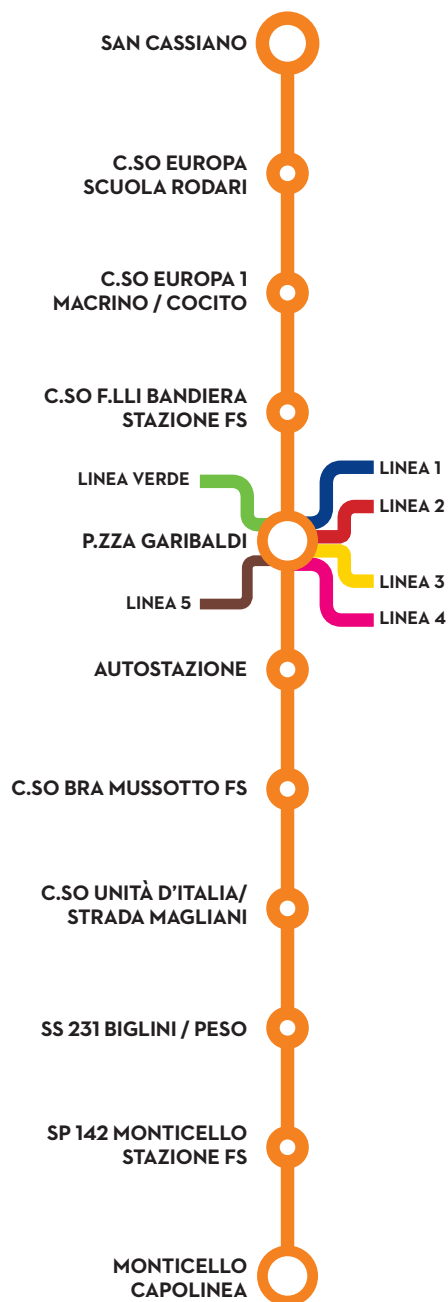 SAN CASSIANO
C.SO EUROPA
SCUOLA RODARI
C.SO EUROPA 1
MACRINO / COCITO
C.SO F.LLI BANDIERA
STAZIONE FS
LINEA VERDE
LINEA 1
LINEA 2
P.ZZA GARIBALDI
LINEA 3
LINEA 5
LINEA 4
AUTOSTAZIONE
C.SO BRA MUSSOTTO FS
C.SO UNITÀ D'ITALIA/
STRADA MAGLIANI
SS 231 BIGLINI / PESO
SP 142 MONTICELLO
STAZIONE FS
MONTICELLO
CAPOLINEA